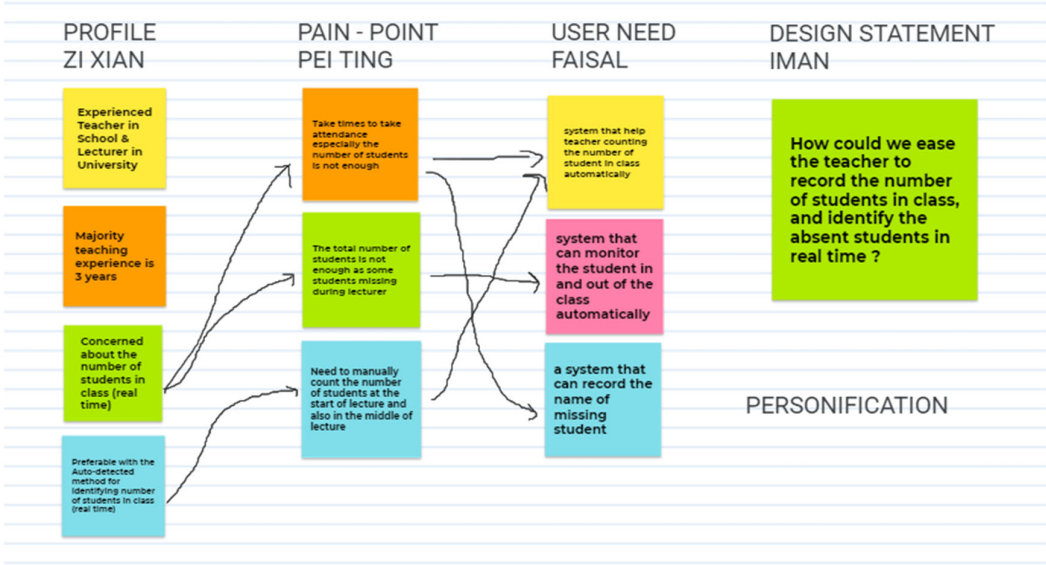 PROFILE
ZI XIAN
Experienced
Teacher in
School &
Lecturer in
University
Majority
teaching
experience is
3 years
Concerned
about the
number of
students in
class (real
time)
Preferable with the
Auto-detected
method for
identifying number
of students in class
(real time)
PAIN - POINT
PEI TING
Take times to take
attendance
especially the
number of students
is not enough
The total number of
students is not
enough as some
students missing
during lecturer
Need to manually
count the number
of students at the
start of lecture and
also in the middle of
lecture
USER NEED
FAISAL
system that help
teacher counting
the number of
student in class
automatically
system that
can monitor
the student in
and out of the
class
automatically
a system that
can record the
name of
missing
student
DESIGN STATEMENT
IMAN
How could we ease
the teacher to
record the number
of students in class,
and identify the
absent students in
real time ?
PERSONIFICATION